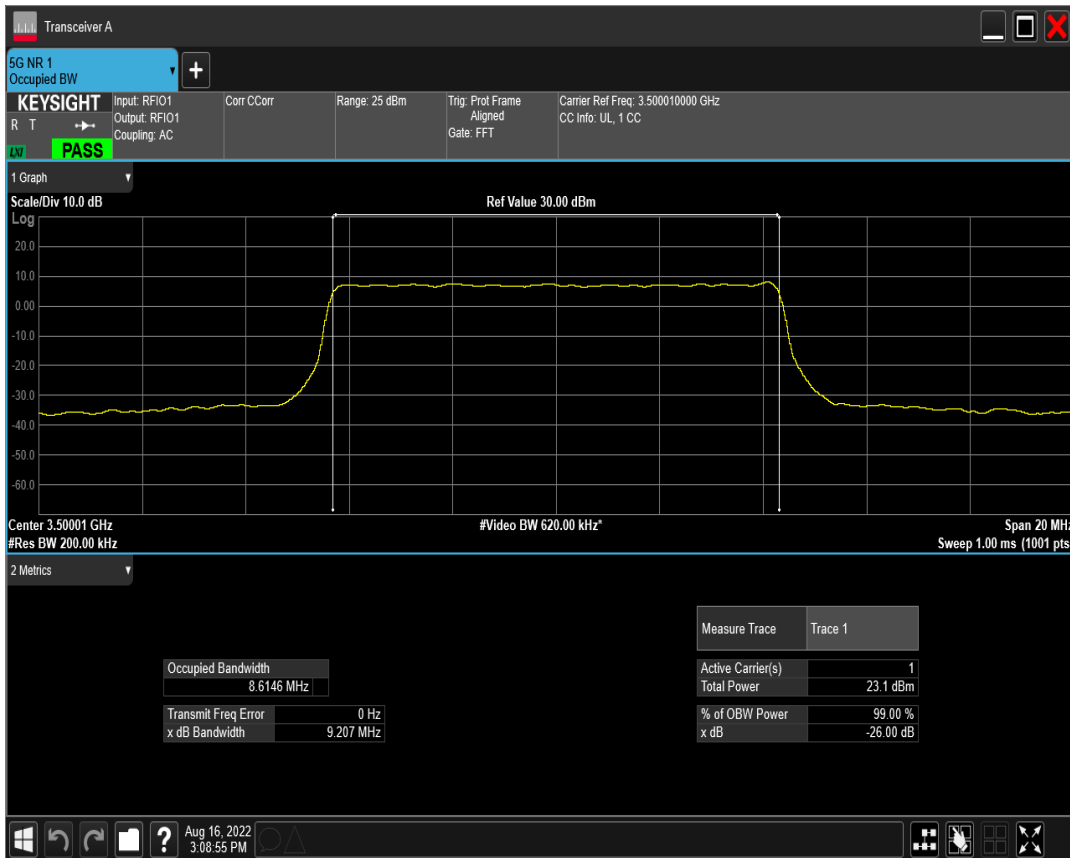 Transceiver A
5G NR 1
Occupied BW
+
KEYSIGHT
R T
LXI
PASS
Input: RFIO1
Output: RFIO1
Coupling: AC
Corr CCorr
Range: 25 dBm
Trig: Prot Frame
Aligned
Gate: FFT
Carrier Ref Freq: 3.500010000 GHz
CC Info: UL, 1 CC
1 Graph
Scale/Div 10.0 dB
Ref Value 30.00 dBm
Log
20.0
10.0
0.00
-10.0
-20.0
-30.0
-40.0
-50.0
-60.0
Center 3.50001 GHz
#Video BW 620.00 kHz*
Span 20 MHz
#Res BW 200.00 kHz
Sweep 1.00 ms (1001 pts
2 Metrics
Measure Trace Trace 1
Occupied Bandwidth
8.6146 MHz
Active Carrier(s) 1
Total Power 23.1 dBm
Transmit Freq Error 0 Hz
x dB Bandwidth 9.207 MHz
% of OBW Power 99.00 %
x dB -26.00 dB
?
Aug 16, 2022
3:08:55 PM